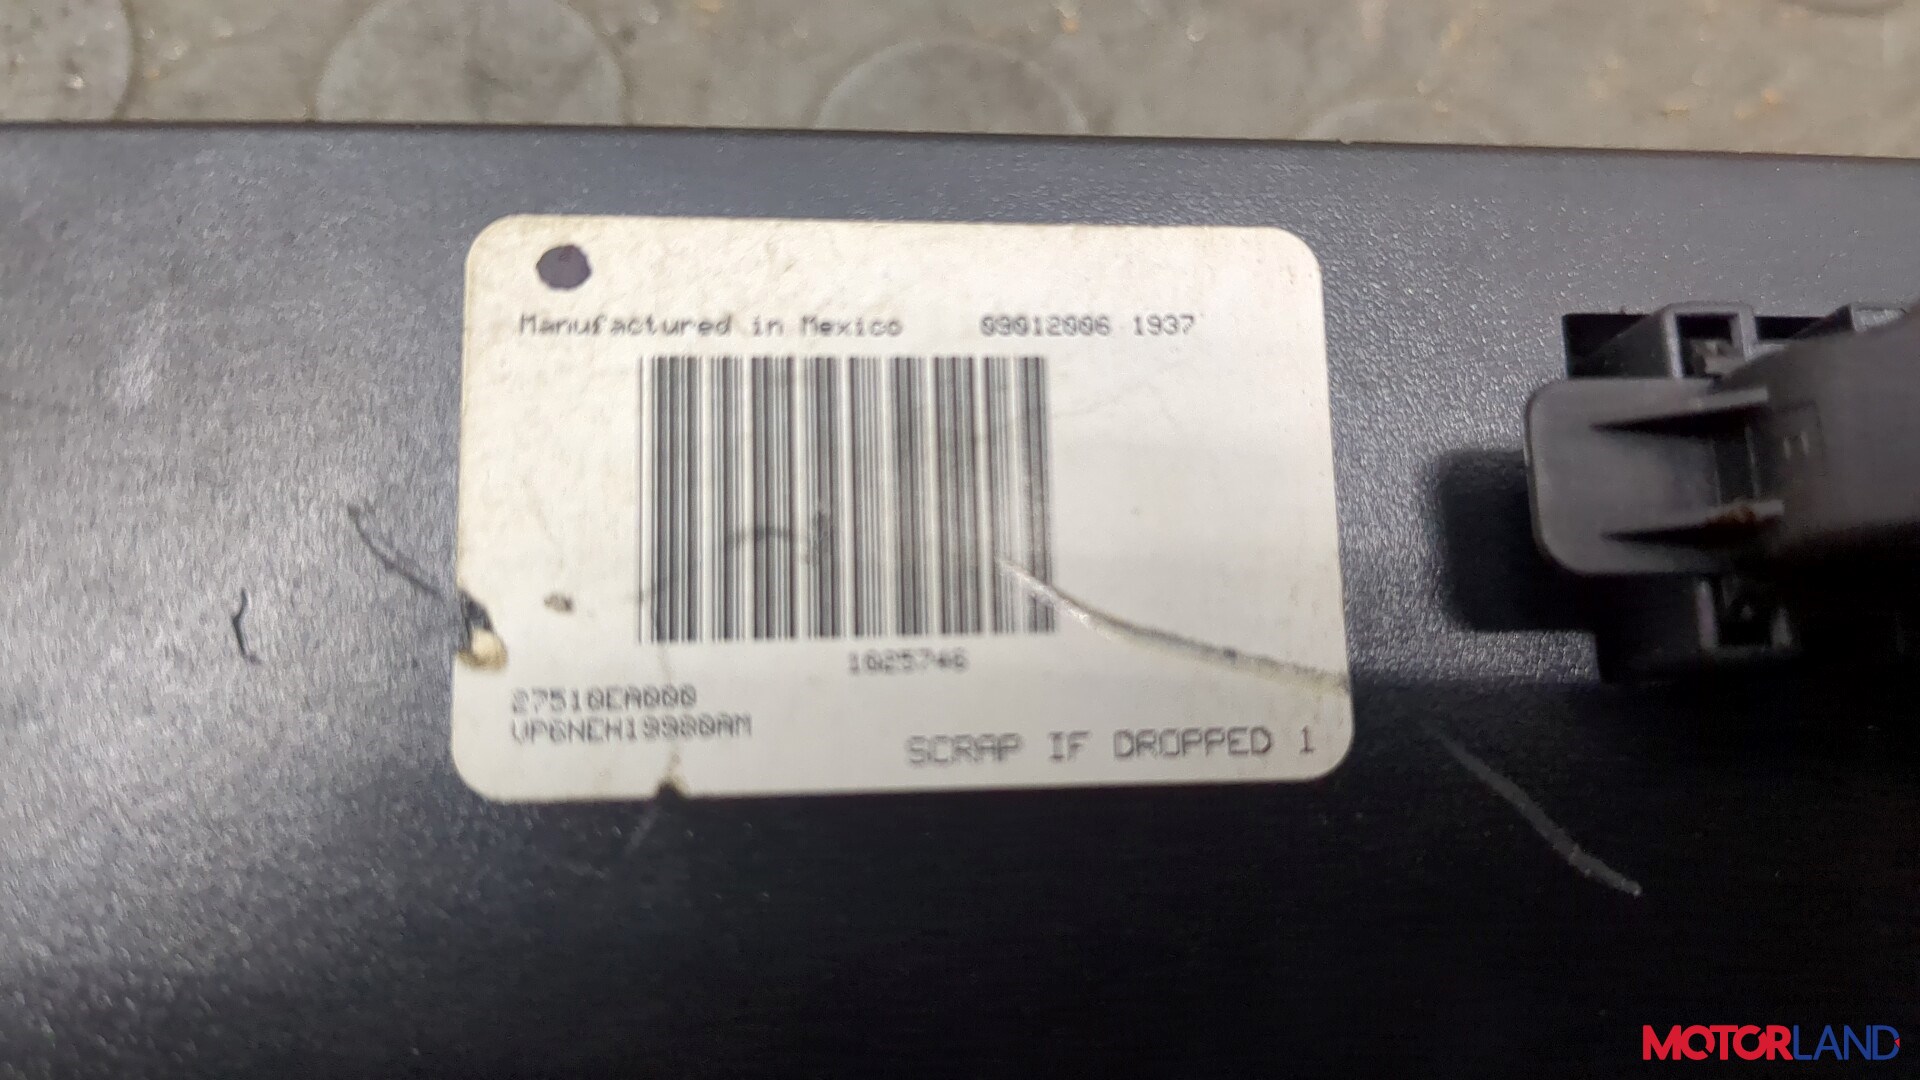 Manufactured in Mexico 09012006 1937
1025746
27510EA000
VP6NEH19980AM
SCRAP IF DROPPED 1
MOTORLAND